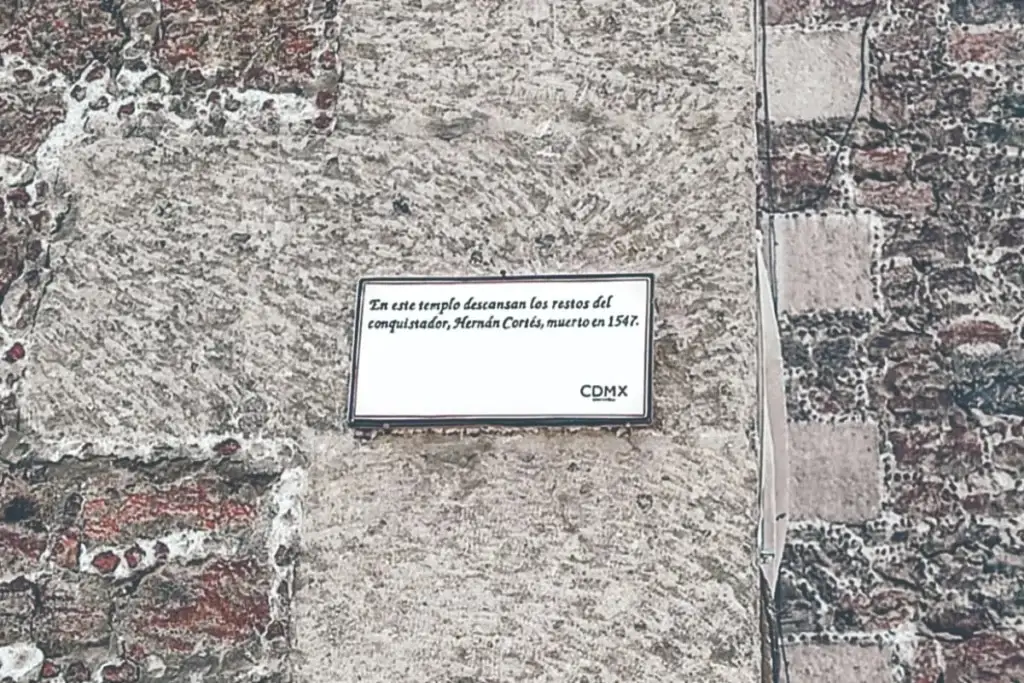 En este templo descansan los restos del
conquistador, Hernán Cortés, muerto en 1547.
CDMX